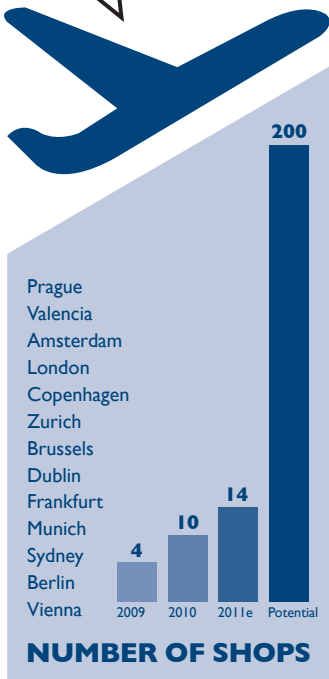 200
Prague
Valencia
Amsterdam
London
Copenhagen
Zurich
Brussels
Dublin
Frankfurt
Munich
Sydney
Berlin
Vienna
14
10
4
2009 2010 2011e Potential
NUMBER OF SHOPS